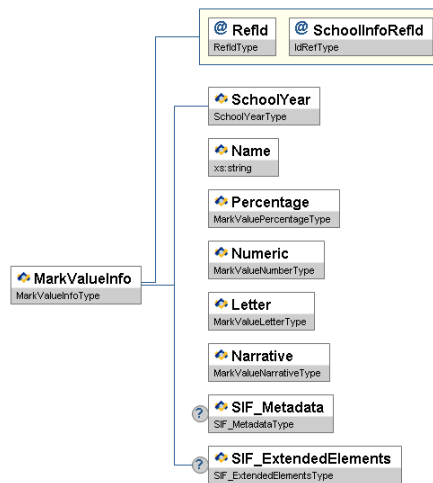 @ RefId
RefIdType
@ SchoolInfoRefId
IdRefType
SchoolYear
SchoolYearType
Name
xs:string
Percentage
MarkValuePercentageType
Numeric
MarkValueNumberType
MarkValueInfo
MarkValueInfoType
Letter
MarkValueLetterType
Narrative
MarkValueNarrativeType
? SIF_Metadata
SIF_MetadataType
? SIF_ExtendedElements
SIF_ExtendedElementsType